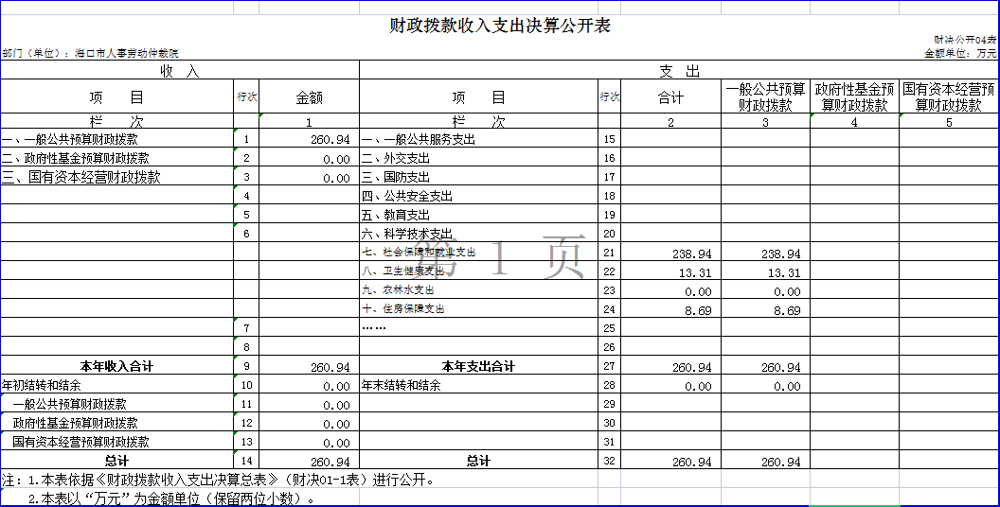 财政拨款收入支出决算公开表
财决公开04表
部门（单位）：海口市人事劳动仲裁院 金额单位：万元
收 入 支 出
项 目 行次 金额 项 目 行次 合计 一般公共预算财政拨款 政府性基金预算财政拨款 国有资本经营预算财政拨款
栏 次 1 栏 次 2 3 4 5
一、一般公共预算财政拨款 1 260.94 一、一般公共服务支出 15
二、政府性基金预算财政拨款 2 0.00 二、外交支出 16
三、国有资本经营财政拨款 3 0.00 三、国防支出 17
4 四、公共安全支出 18
5 五、教育支出 19
6 六、科学技术支出 20
七、社会保障和就业支出 21 238.94 238.94
八、卫生健康支出 22 13.31 13.31
九、农林水支出 23 0.00 0.00
十、住房保障支出 24 8.69 8.69
7 …… 25
8 26
本年收入合计 9 260.94 本年支出合计 27 260.94 260.94
年初结转和结余 10 0.00 年末结转和结余 28 0.00 0.00
一般公共预算财政拨款 11 0.00 29
政府性基金预算财政拨款 12 0.00 30
国有资本经营预算财政拨款 13 0.00 31
总计 14 260.94 总计 32 260.94 260.94
注：1.本表依据《财政拨款收入支出决算总表》（财决01-1表）进行公开。
2.本表以“万元”为金额单位（保留两位小数）。
第 1 页